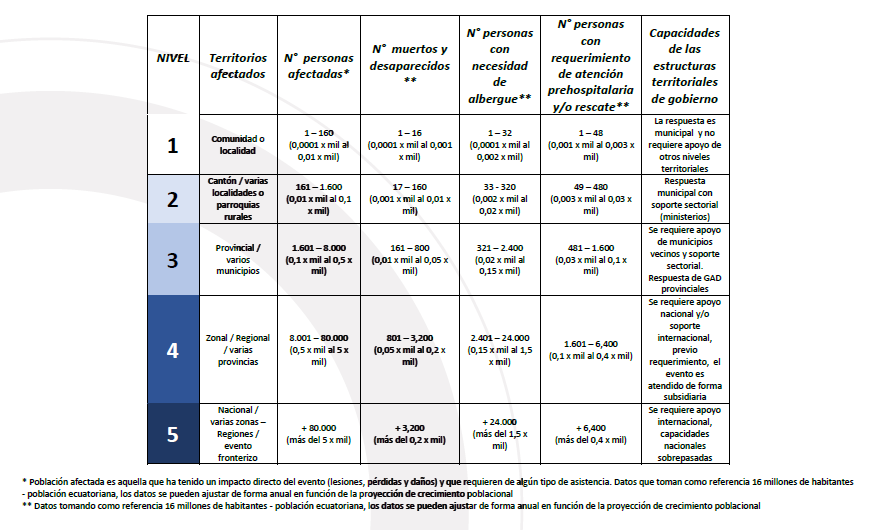 NIVEL
Territorios
afectados
N° personas
afectadas*
N° muertos y
desaparecidos
**
N° personas
con
necesidad
de
albergue**
N° personas
con
requerimiento
de atención
prehospitalaria
y/o rescate**
Capacidades
de las
estructuras
territoriales
de gobierno
1
Comunidad o
localidad
1 – 160
(0,0001 x mil al
0,01 x mil)
1 – 16
(0,0001 x mil al 0,001
x mil)
1 – 32
(0,0001 x mil al
0,002 x mil)
1 – 48
(0,001 x mil al 0,003 x
mil)
La respuesta es
municipal y no
requiere apoyo de
otros niveles
territoriales
2
Cantón / varias
localidades o
parroquias
rurales
161 – 1.600
(0,01 x mil al 0,1
x mil)
17 – 160
(0,001 x mil al 0,01 x
mil)
33 - 320
(0,002 x mil al
0,02 x mil)
49 – 480
(0,003 x mil al 0,03 x
mil)
Respuesta
municipal con
soporte sectorial
(ministerios)
3
Provincial /
varios
municipios
1.601 – 8.000
(0,1 x mil al 0,5 x
mil)
161 – 800
(0,01 x mil al 0,05 x
mil)
321 – 2.400
(0,02 x mil al
0,15 x mil)
481 – 1.600
(0,03 x mil al 0,1 x
mil)
Se requiere apoyo
de municipios
vecinos y soporte
sectorial.
Respuesta de GAD
provinciales
4
Zonal / Regional
/ varias
provincias
8.001 – 80.000
(0,5 x mil al 5 x
mil)
801 – 3,200
(0,05 x mil al 0,2 x
mil)
2.401 – 24.000
(0,15 x mil al 1,5
x mil)
1.601 – 6,400
(0,1 x mil al 0,4 x mil)
Se requiere apoyo
nacional y/o
soporte
internacional,
previo
requerimiento, el
evento es
atendido de forma
subsidiaria
5
Nacional /
varias zonas –
Regiones /
evento
fronterizo
+ 80.000
(más del 5 x mil)
+ 3,200
(más del 0,2 x mil)
+ 24.000
(más del 1,5 x
mil)
+ 6,400
(más del 0,4 x mil)
Se requiere apoyo
internacional,
capacidades
nacionales
sobrepasadas
* Población afectada es aquella que ha tenido un impacto directo del evento (lesiones, pérdidas y daños) y que requieren de algún tipo de asistencia. Datos que toman como referencia 16 millones de habitantes
- población ecuatoriana, los datos se pueden ajustar de forma anual en función de la proyección de crecimiento poblacional
** Datos tomando como referencia 16 millones de habitantes - población ecuatoriana, los datos se pueden ajustar de forma anual en función de la proyección de crecimiento poblacional